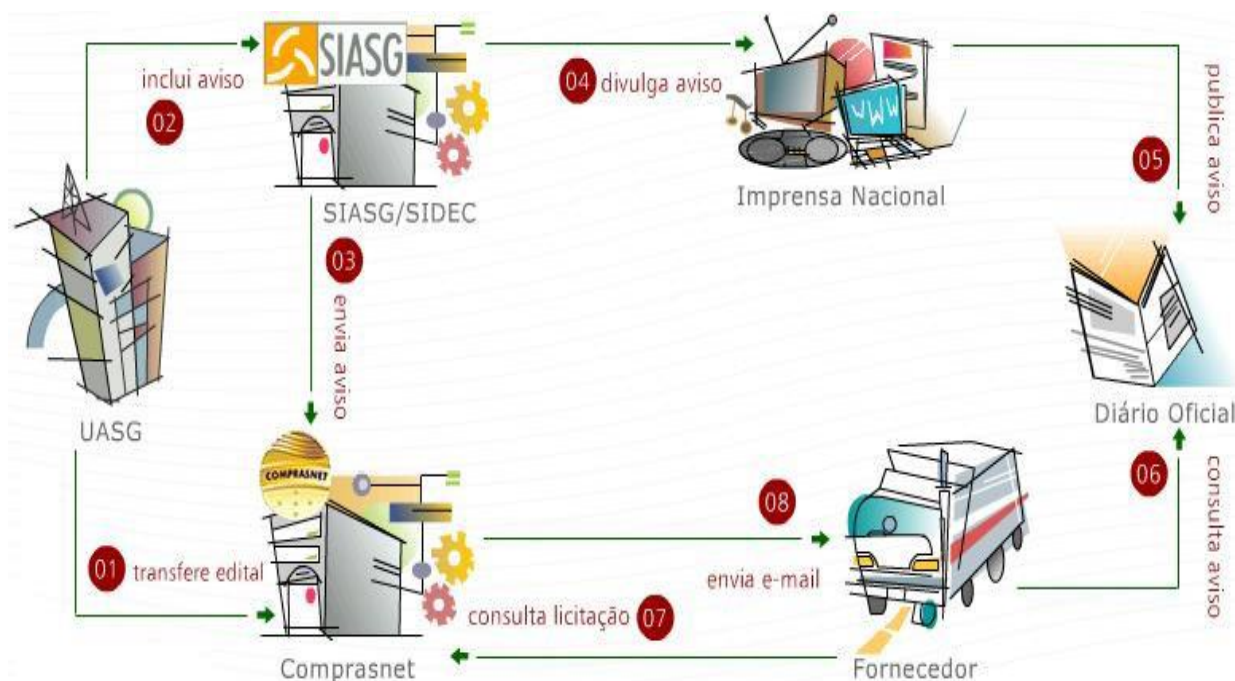 SIASG
inclui aviso
02
04 divulga aviso
publica aviso
05
WWW
Imprensa Nacional
SIASG/SIDEC
03
envia aviso
UASG
Diário Oficial
COMPRASNET
06
consulta aviso
08
01 transfere edital
envia e-mail
consulta licitação 07
Comprasnet
Fornecedor